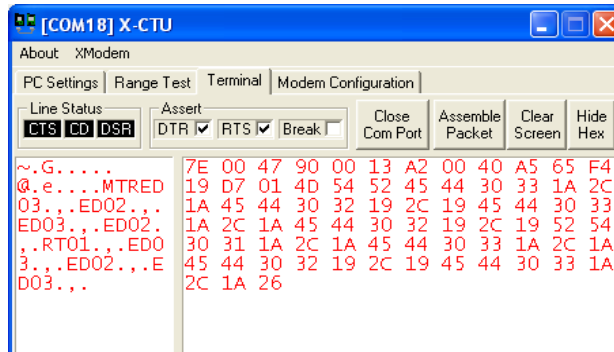 [COM18] X-CTU
About XModem
PC Settings Range Test Terminal Modem Configuration
Line Status Assert
CTS CD DSR DTR RTS Break Close Com Port Assemble Packet Clear Screen Hide Hex
~.G.....
@.e....MTRED
03.,.ED02.,.
ED03.,.ED02.
,.RT01.,.ED0
3.,.ED02.,.E
D03.,.
7E 00 47 90 00 13 A2 00 40 A5 65 F4
19 D7 01 4D 54 52 45 44 30 33 1A 2C
1A 45 44 30 32 19 2C 19 45 44 30 33
1A 2C 1A 45 44 30 32 19 2C 19 52 54
30 31 1A 2C 1A 45 44 30 33 1A 2C 1A
45 44 30 32 19 2C 19 45 44 30 33 1A
2C 1A 26